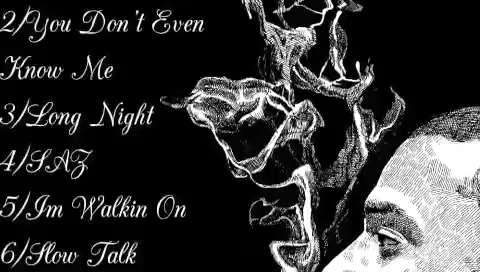 2/You Don't Even
Know Me
3/Long Night
4/SAZ
5/Im Walkin On
6/Slow Talk